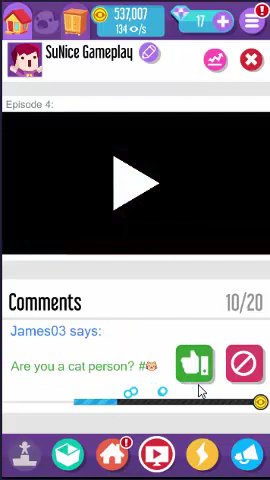 537,007
134 /s
17
SuNice Gameplay
Episode 4:
Comments
10/20
James03 says:
Are you a cat person? #🐱